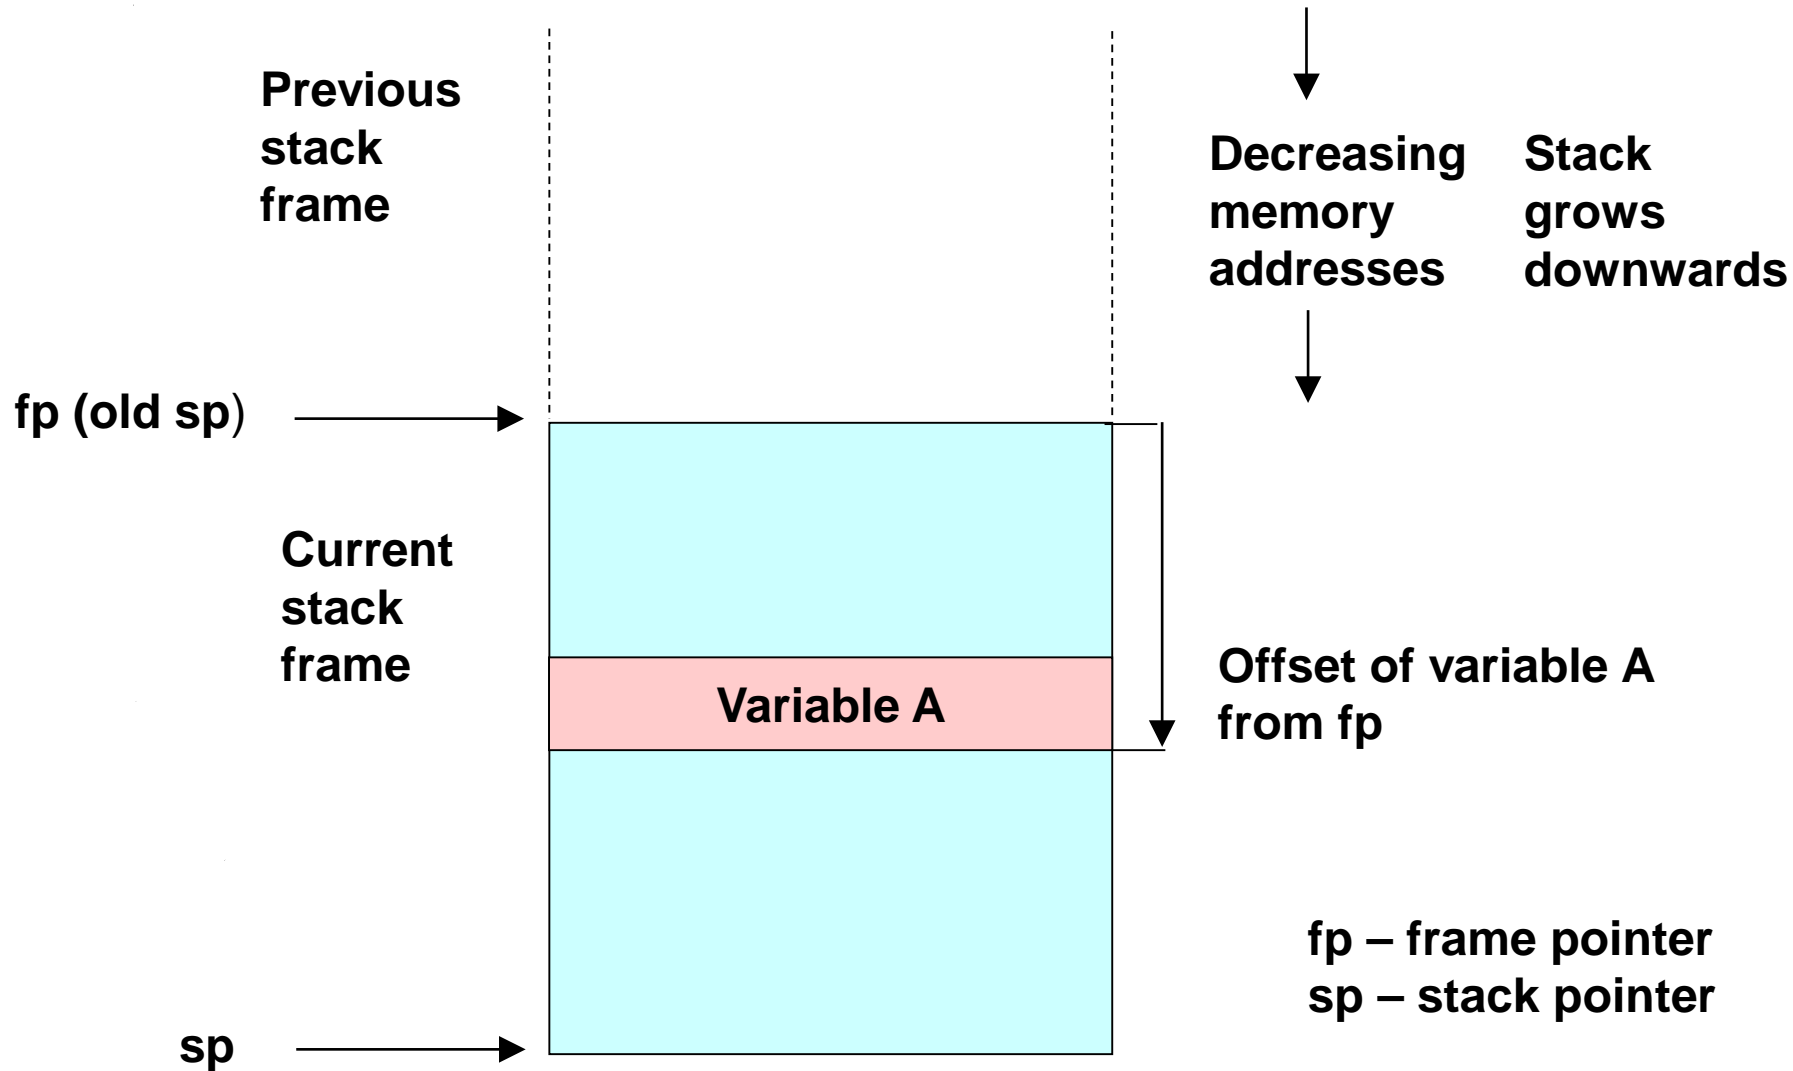 Previous
stack
frame
Decreasing
memory
addresses
Stack
grows
downwards
fp (old sp)
Current
stack
frame
Variable A
Offset of variable A
from fp
fp – frame pointer
sp – stack pointer
sp